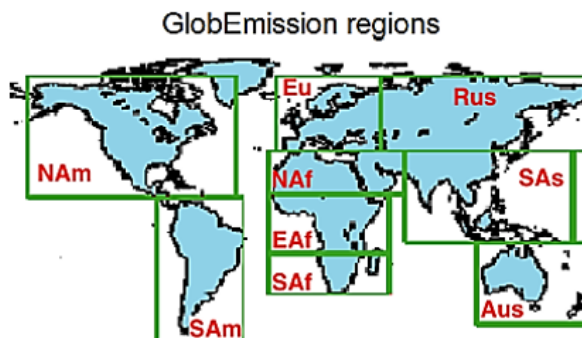 GlobEmission regions
Eu
Rus
NAm
NAf
SAs
EAf
SAf
Aus
SAm